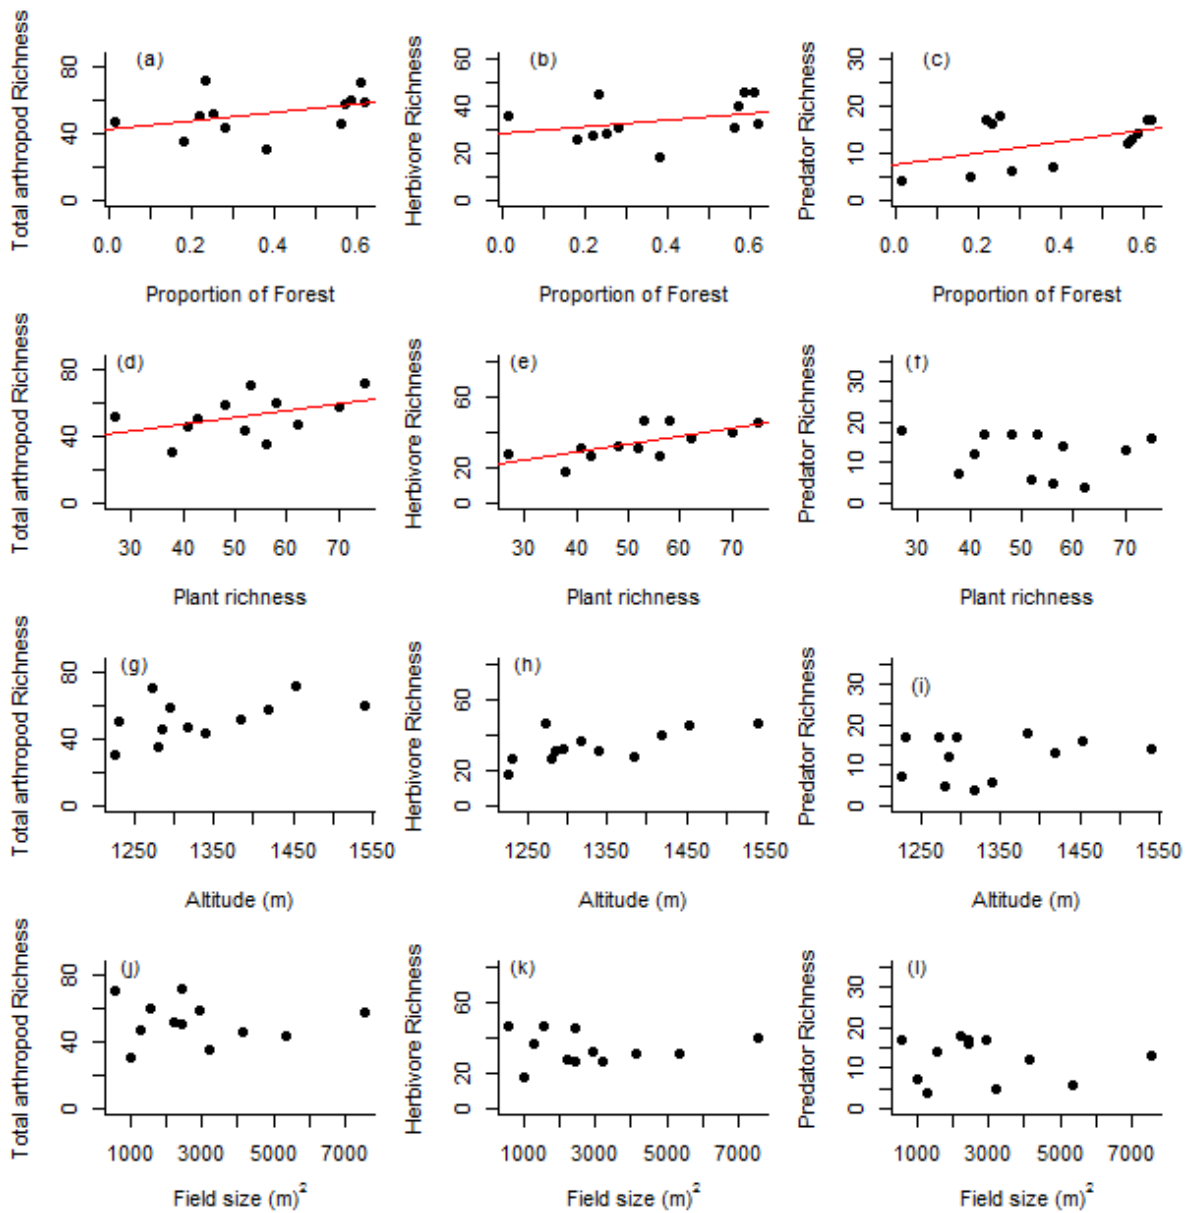 Total arthropod Richness
0 40 80
(a)
0.0 0.2 0.4 0.6
Proportion of Forest
Herbivore Richness
0 20 40 60
(b)
0.0 0.2 0.4 0.6
Proportion of Forest
Predator Richness
0 10 20 30
(c)
0.0 0.2 0.4 0.6
Proportion of Forest
Total arthropod Richness
0 40 80
(d)
30 40 50 60 70
Plant richness
Herbivore Richness
0 20 60
(e)
30 40 50 60 70
Plant richness
Predator Richness
0 10 20 30
(f)
30 40 50 60 70
Plant richness
Total arthropod Richness
0 40 80
(g)
1250 1350 1450 1550
Altitude (m)
Herbivore Richness
0 20 60
(h)
1250 1350 1450 1550
Altitude (m)
Predator Richness
0 10 20 30
(i)
1250 1350 1450 1550
Altitude (m)
Total arthropod Richness
0 40 80
(j)
1000 3000 5000 7000
Field size (m)²
Herbivore Richness
0 20 60
(k)
1000 3000 5000 7000
Field size (m)²
Predator Richness
0 10 20 30
(l)
1000 3000 5000 7000
Field size (m)²